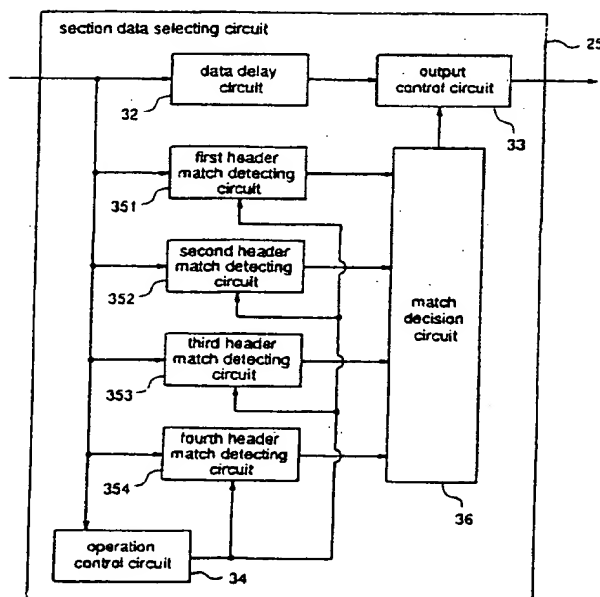 section data selecting circuit
25
data delay
circuit
32
output
control circuit
33
first header
match detecting
circuit
351
second header
match detecting
circuit
352
match
decision
circuit
third header
match detecting
circuit
353
fourth header
match detecting
circuit
354
36
operation
control circuit
34